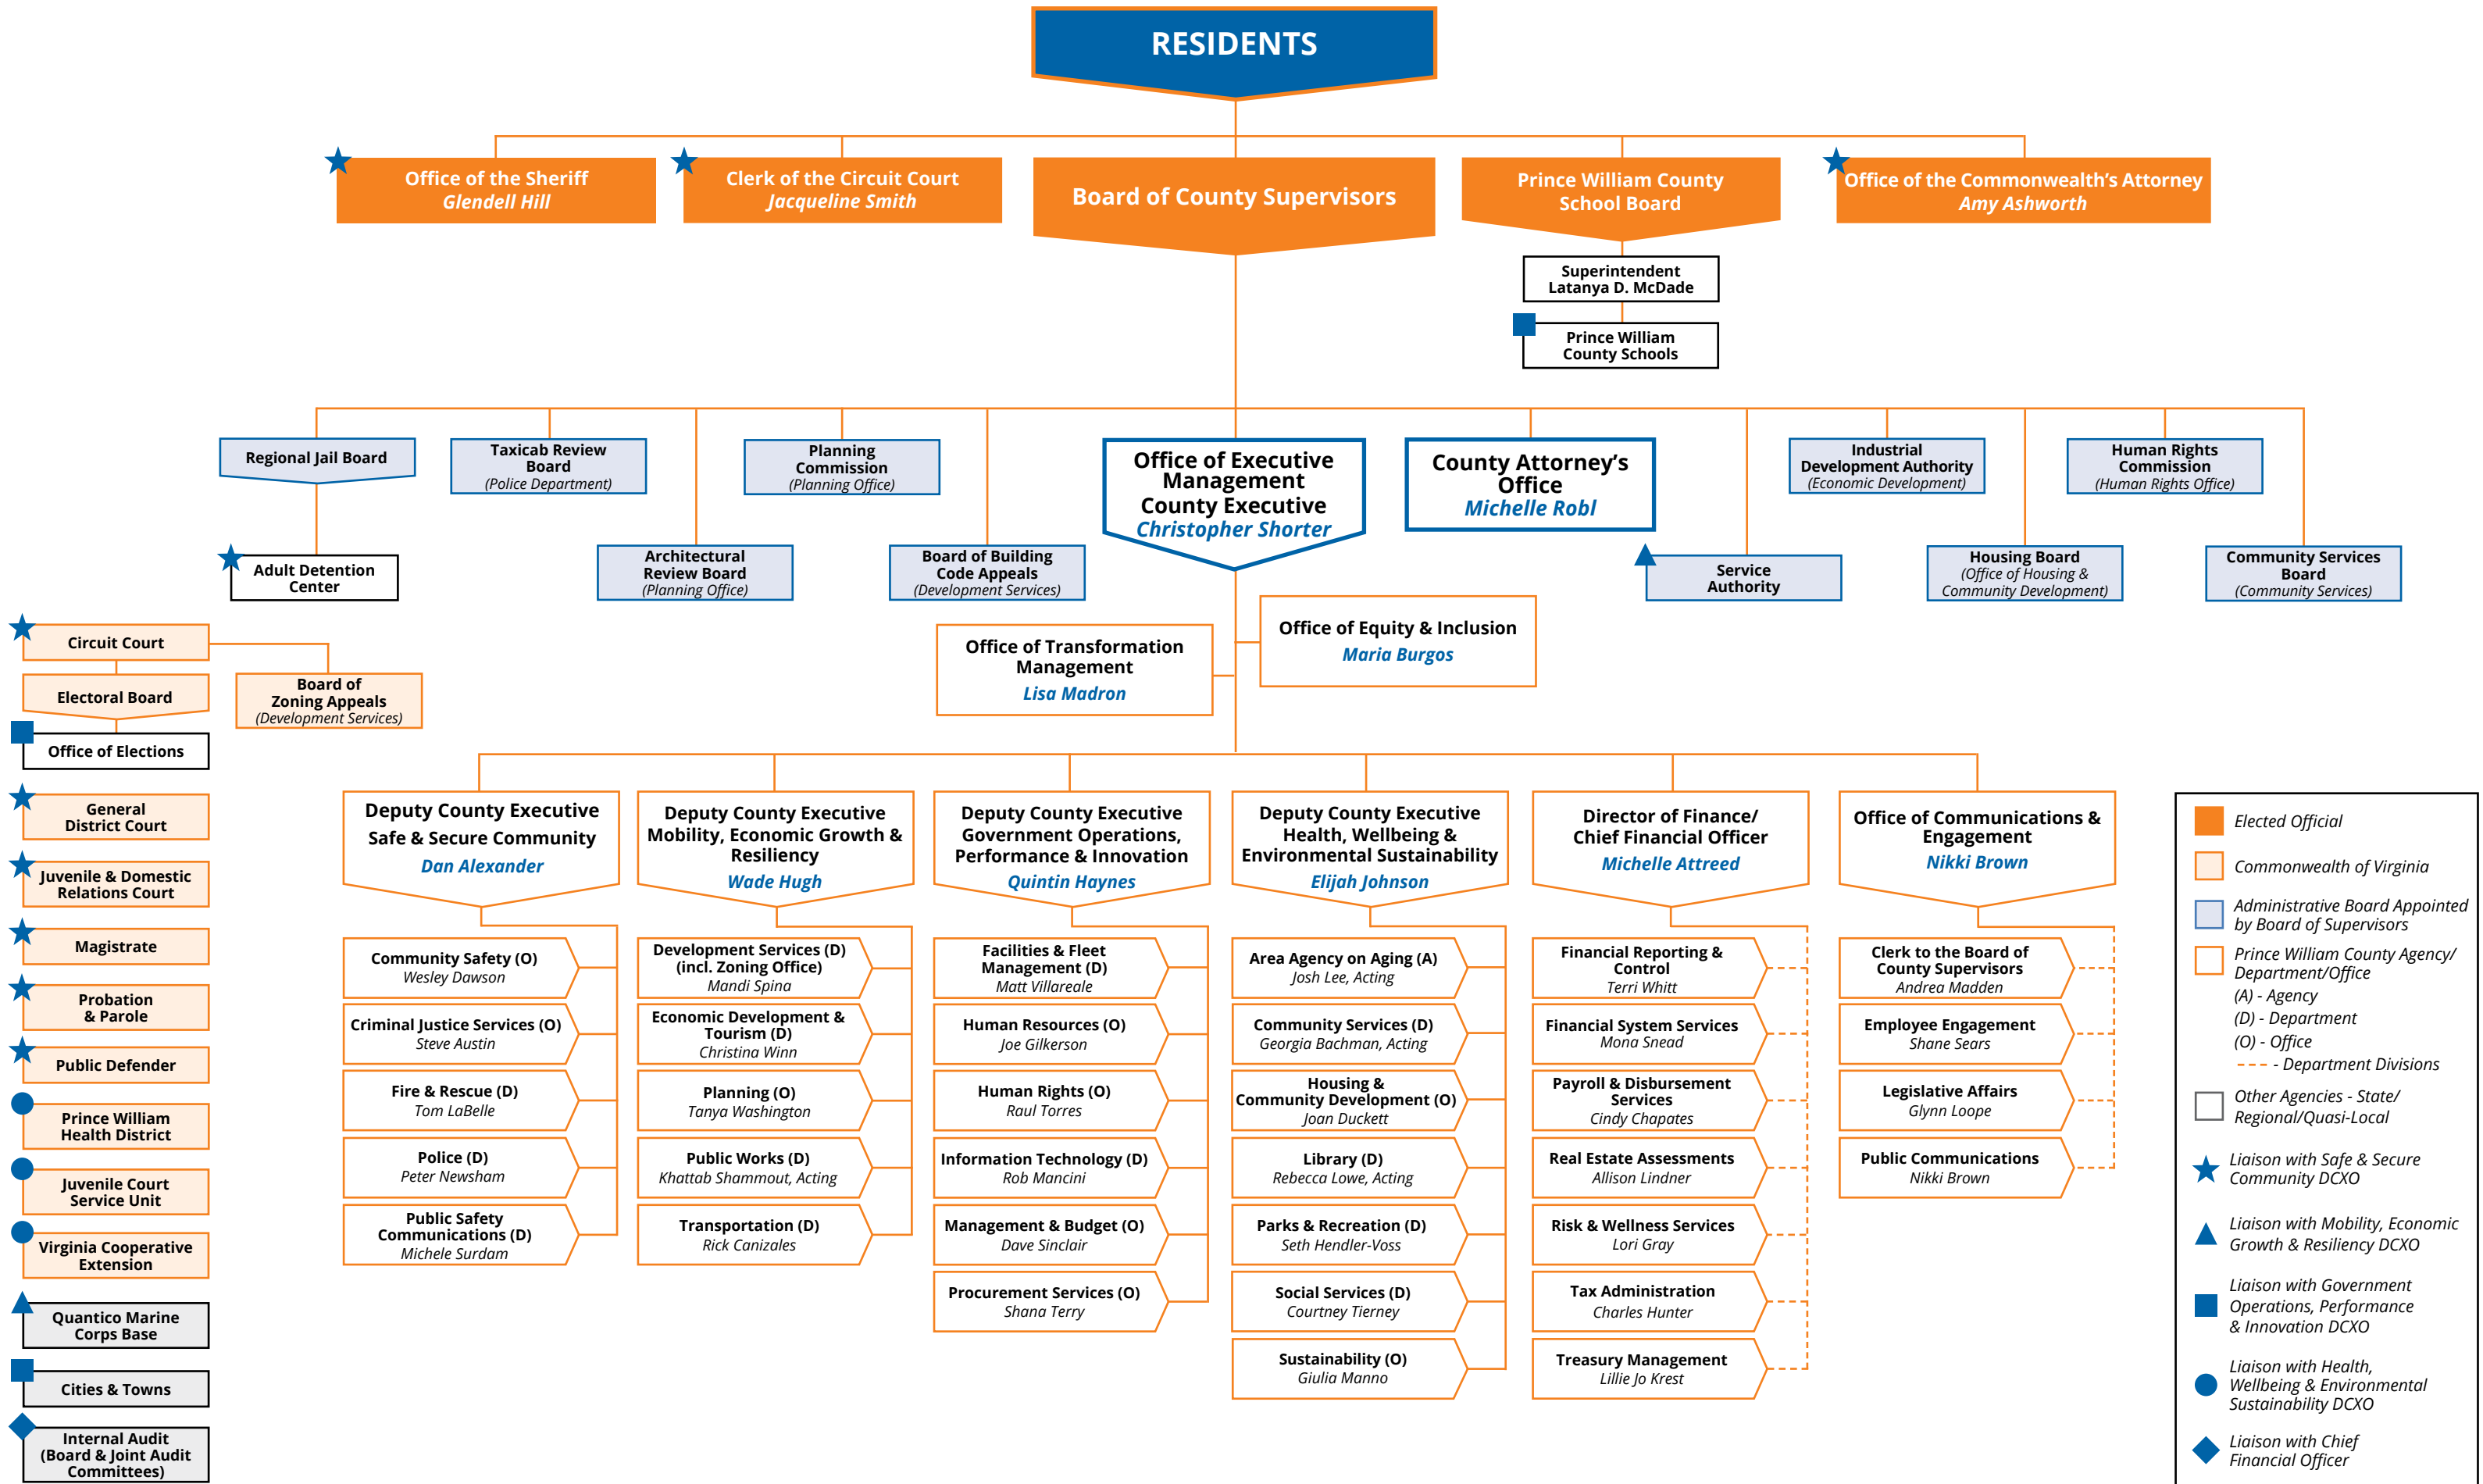 RESIDENTS
Office of the Sheriff
Glendell Hill
Clerk of the Circuit Court
Jacqueline Smith
Board of County Supervisors
Prince William County
School Board
Office of the Commonwealth’s Attorney
Amy Ashworth
Superintendent
Latanya D. McDade
Prince William
County Schools
Regional Jail Board
Taxicab Review
Board
(Police Department)
Planning
Commission
(Planning Office)
Office of Executive
Management
County Executive
Christopher Shorter
County Attorney’s
Office
Michelle Robl
Industrial
Development Authority
(Economic Development)
Human Rights
Commission
(Human Rights Office)
Adult Detention
Center
Architectural
Review Board
(Planning Office)
Board of Building
Code Appeals
(Development Services)
Service
Authority
Housing Board
(Office of Housing &
Community Development)
Community Services
Board
(Community Services)
Office of Transformation
Management
Lisa Madron
Office of Equity & Inclusion
Maria Burgos
Circuit Court
Electoral Board
Board of
Zoning Appeals
(Development Services)
Office of Elections
General
District Court
Juvenile & Domestic
Relations Court
Magistrate
Probation
& Parole
Public Defender
Prince William
Health District
Juvenile Court
Service Unit
Virginia Cooperative
Extension
Quantico Marine
Corps Base
Cities & Towns
Internal Audit
(Board & Joint Audit
Committees)
Deputy County Executive
Safe & Secure Community
Dan Alexander
Community Safety (O)
Wesley Dawson
Criminal Justice Services (O)
Steve Austin
Fire & Rescue (D)
Tom LaBelle
Police (D)
Peter Newsham
Public Safety
Communications (D)
Michele Surdam
Deputy County Executive
Mobility, Economic Growth &
Resiliency
Wade Hugh
Development Services (D)
(incl. Zoning Office)
Mandi Spina
Economic Development &
Tourism (D)
Christina Winn
Planning (O)
Tanya Washington
Public Works (D)
Khattab Shammout, Acting
Transportation (D)
Rick Canizales
Deputy County Executive
Government Operations,
Performance & Innovation
Quintin Haynes
Facilities & Fleet
Management (D)
Matt Villareale
Human Resources (O)
Joe Gilkerson
Human Rights (O)
Raul Torres
Information Technology (D)
Rob Mancini
Management & Budget (O)
Dave Sinclair
Procurement Services (O)
Shana Terry
Deputy County Executive
Health, Wellbeing &
Environmental Sustainability
Elijah Johnson
Area Agency on Aging (A)
Josh Lee, Acting
Community Services (D)
Georgia Bachman, Acting
Housing &
Community Development (O)
Joan Duckett
Library (D)
Rebecca Lowe, Acting
Parks & Recreation (D)
Seth Hendler-Voss
Social Services (D)
Courtney Tierney
Sustainability (O)
Giulia Manno
Director of Finance/
Chief Financial Officer
Michelle Attreed
Financial Reporting &
Control
Terri Whitt
Financial System Services
Mona Snead
Payroll & Disbursement
Services
Cindy Chapates
Real Estate Assessments
Allison Lindner
Risk & Wellness Services
Lori Gray
Tax Administration
Charles Hunter
Treasury Management
Lillie Jo Krest
Office of Communications &
Engagement
Nikki Brown
Clerk to the Board of
County Supervisors
Andrea Madden
Employee Engagement
Shane Sears
Legislative Affairs
Glynn Loope
Public Communications
Nikki Brown
Elected Official
Commonwealth of Virginia
Administrative Board Appointed
by Board of Supervisors
Prince William County Agency/
Department/Office
(A) - Agency
(D) - Department
(O) - Office
- Department Divisions
Other Agencies - State/
Regional/Quasi-Local
Liaison with Safe & Secure
Community DCXO
Liaison with Mobility, Economic
Growth & Resiliency DCXO
Liaison with Government
Operations, Performance
& Innovation DCXO
Liaison with Health,
Wellbeing & Environmental
Sustainability DCXO
Liaison with Chief
Financial Officer